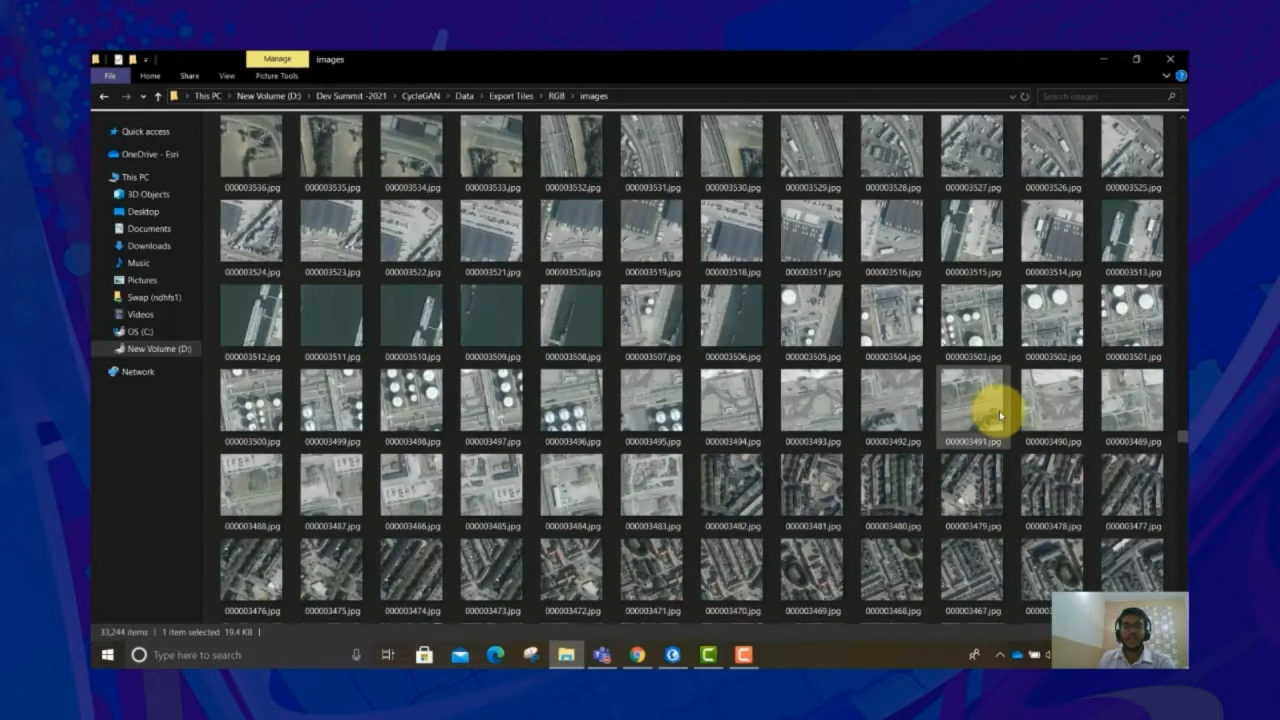 Manage images
File Home Share View Picture Tools
This PC > New Volume (D:) > Dev Summit -2021 > CycleGAN > Data > Export Tiles > RGB > images
Search images
Quick access
OneDrive - Esri
This PC
3D Objects
Desktop
Documents
Downloads
Music
Pictures
Swap (ndhfs1)
Videos
OS (C:)
New Volume (D:)
Network
000003536.jpg 000003535.jpg 000003534.jpg 000003533.jpg 000003532.jpg 000003531.jpg 000003530.jpg 000003529.jpg 000003528.jpg 000003527.jpg 000003526.jpg 000003525.jpg
000003524.jpg 000003523.jpg 000003522.jpg 000003521.jpg 000003520.jpg 000003519.jpg 000003518.jpg 000003517.jpg 000003516.jpg 000003515.jpg 000003514.jpg 000003513.jpg
000003512.jpg 000003511.jpg 000003510.jpg 000003509.jpg 000003508.jpg 000003507.jpg 000003506.jpg 000003505.jpg 000003504.jpg 000003503.jpg 000003502.jpg 000003501.jpg
000003500.jpg 000003499.jpg 000003498.jpg 000003497.jpg 000003496.jpg 000003495.jpg 000003494.jpg 000003493.jpg 000003492.jpg 000003491.jpg 000003490.jpg 000003489.jpg
000003488.jpg 000003487.jpg 000003486.jpg 000003485.jpg 000003484.jpg 000003483.jpg 000003482.jpg 000003481.jpg 000003480.jpg 000003479.jpg 000003478.jpg 000003477.jpg
000003476.jpg 000003475.jpg 000003474.jpg 000003473.jpg 000003472.jpg 000003471.jpg 000003470.jpg 000003469.jpg 000003468.jpg 000003467.jpg
33,244 items 1 item selected 19.4 KB
Type here to search